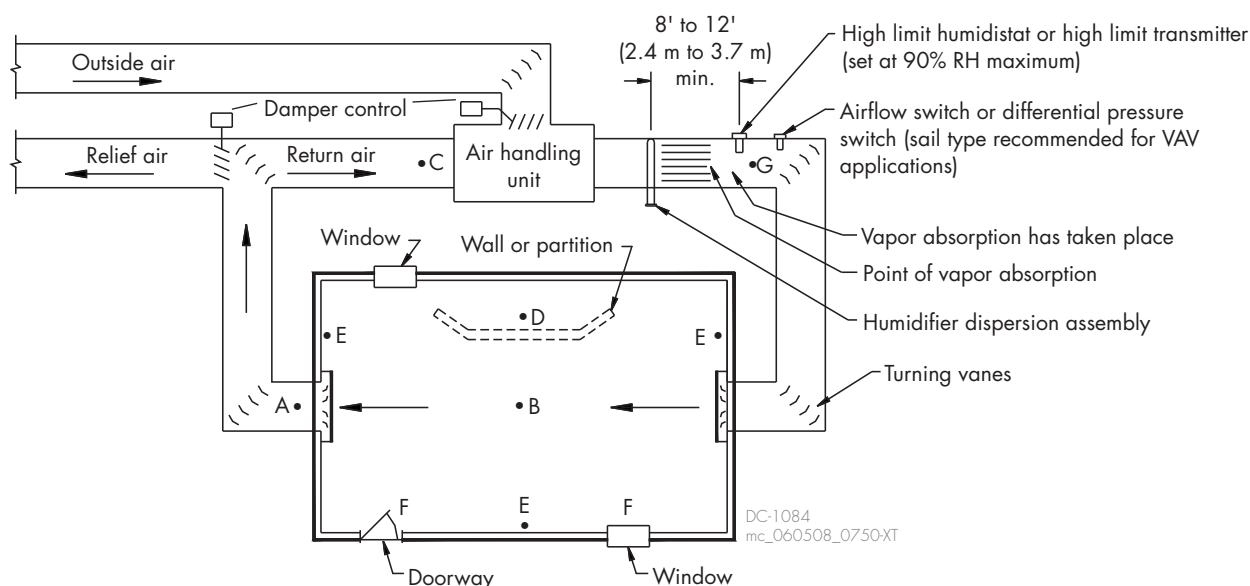 8' to 12'
(2.4 m to 3.7 m)
min.
High limit humidistat or high limit transmitter
(set at 90% RH maximum)
Outside air
Damper control
Airflow switch or differential pressure
switch (sail type recommended for VAV
applications)
Relief air
Return air
C
Air handling
unit
G
Vapor absorption has taken place
Point of vapor absorption
Humidifier dispersion assembly
Turning vanes
Window
Wall or partition
D
E
E
A
B
F
E
F
DC-1084
mc_060508_0750-XT
Doorway
Window